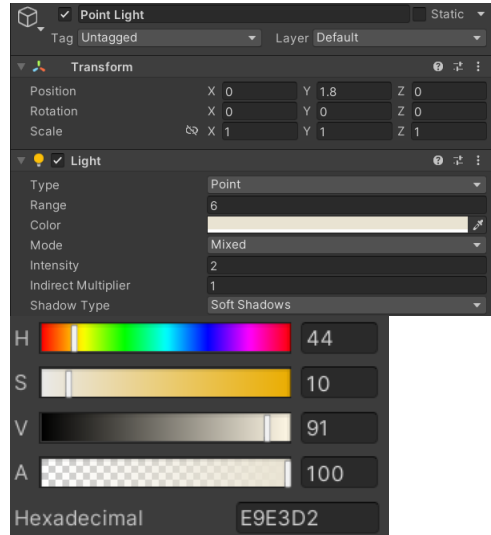 Point Light Static
Tag Untagged Layer Default
Transform
Position X 0 Y 1.8 Z 0
Rotation X 0 Y 0 Z 0
Scale X 1 Y 1 Z 1
Light
Type Point
Range 6
Color
Mode Mixed
Intensity 2
Indirect Multiplier 1
Shadow Type Soft Shadows
H 44
S 10
V 91
A 100
Hexadecimal E9E3D2